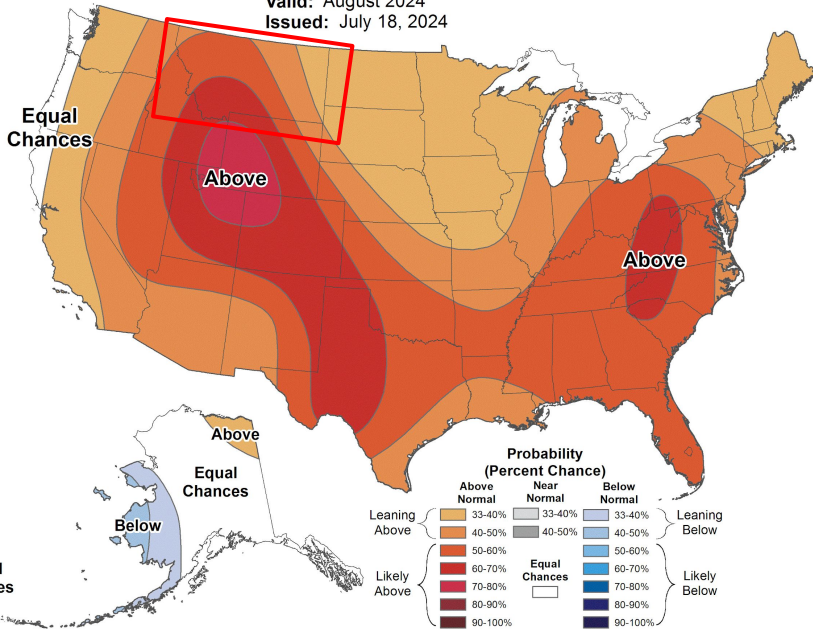 Valid: August 2024
Issued: July 18, 2024
Equal
Chances
Above
Above
Above
Equal
Chances
Below
es
Probability
(Percent Chance)
Above
Normal
Near
Normal
Below
Normal
Leaning
Above
33-40% 33-40% 33-40%
40-50% 40-50% 40-50%
Leaning
Below
Likely
Above
50-60% 50-60%
60-70% 60-70%
70-80% 70-80%
80-90% 80-90%
90-100% 90-100%
Equal
Chances
Likely
Below